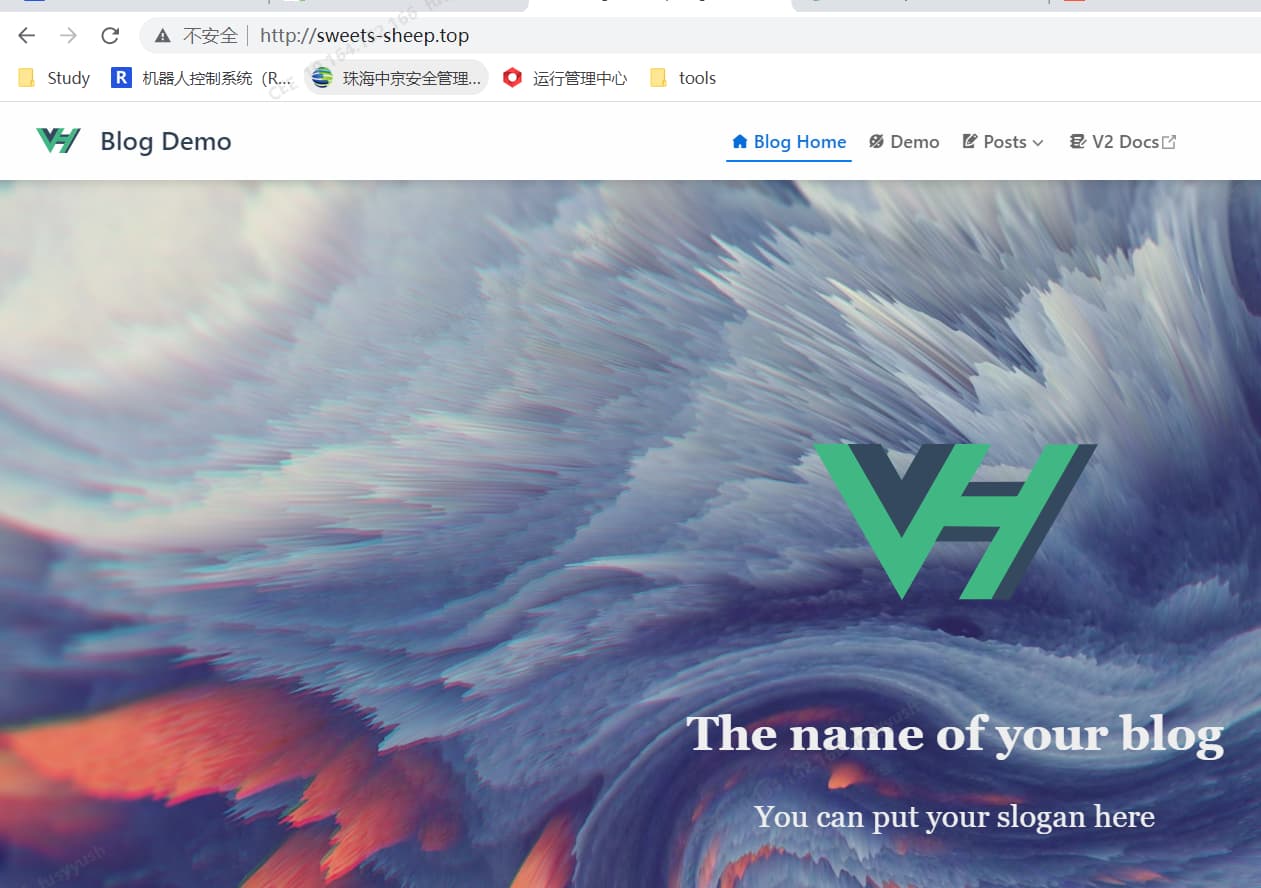 不安全 http://sweets-sheep.top
Study 机器人控制系统（R... 珠海中京安全管理... 运行管理中心 tools
Blog Demo Blog Home Demo Posts V2 Docs
The name of your blog
You can put your slogan here